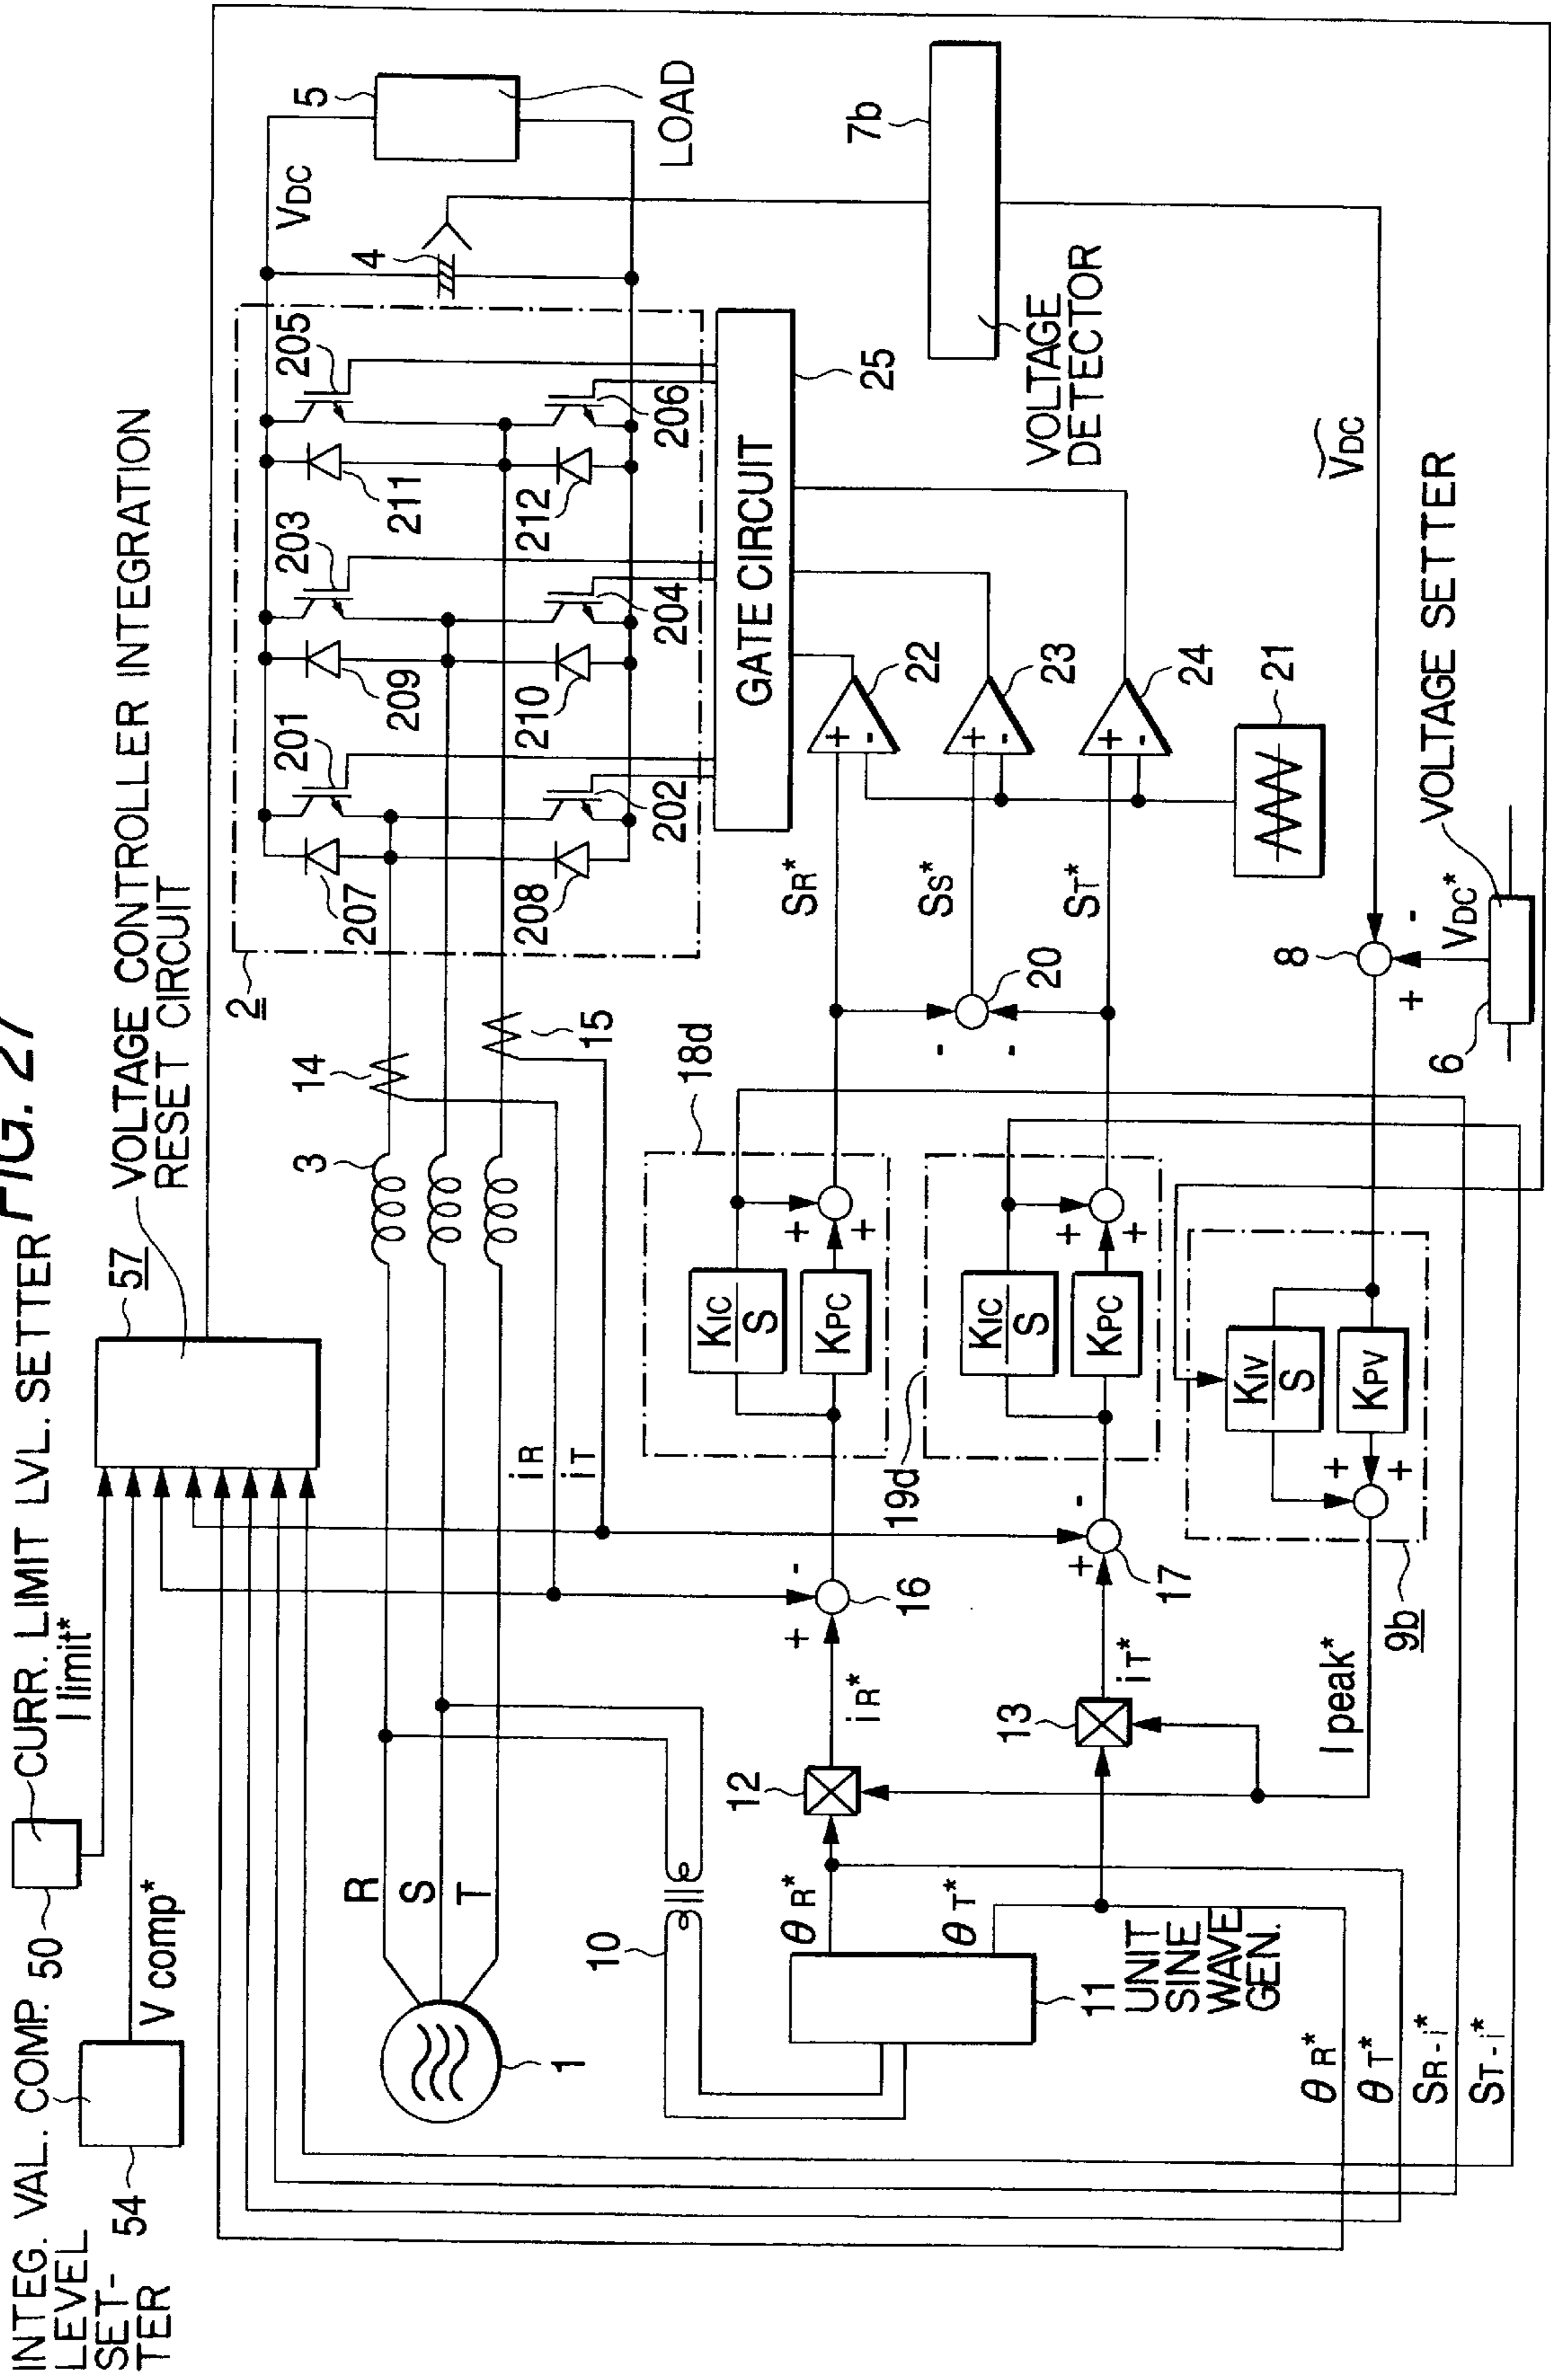 FIG. 27
INTEG. VAL. COMP.
LEVEL
SET-
TER
54
50
CURR. LIMIT LVL. SETTER
I limit*
V comp*
57
VOLTAGE CONTROLLER INTEGRATION
RESET CIRCUIT
R
S
T
1
3
14
15
iR
iT
2
207
201
209
203
211
205
208
202
210
204
212
206
VDC
4
5
LOAD
GATE CIRCUIT
25
7b
VOLTAGE
DETECTOR
10
11
UNIT
SINE
WAVE
GEN.
θR*
θT*
12
13
iR*
iT*
+
-
16
+
-
17
18d
KIC
S
KPC
+
+
19d
KIC
S
KPC
+
+
SR*
SS*
ST*
-
-
20
+
-
22
+
-
23
+
-
24
21
I peak*
9b
KIV
S
KPV
+
+
8
-
+
ṼDC
VDC*
6
VOLTAGE SETTER
θR*
θT*
SR-i*
ST-i*